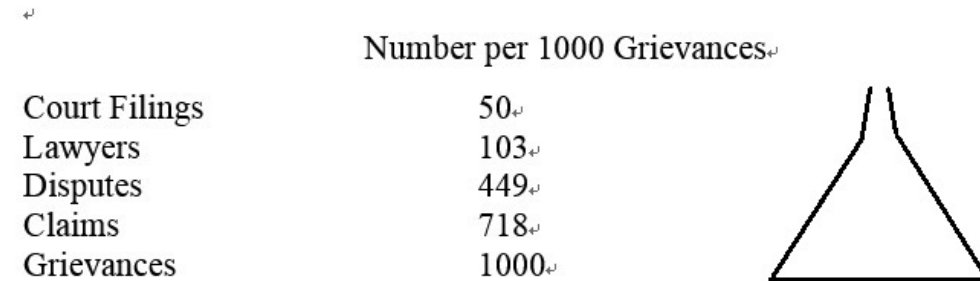 Number per 1000 Grievances
Court Filings 50
Lawyers 103
Disputes 449
Claims 718
Grievances 1000